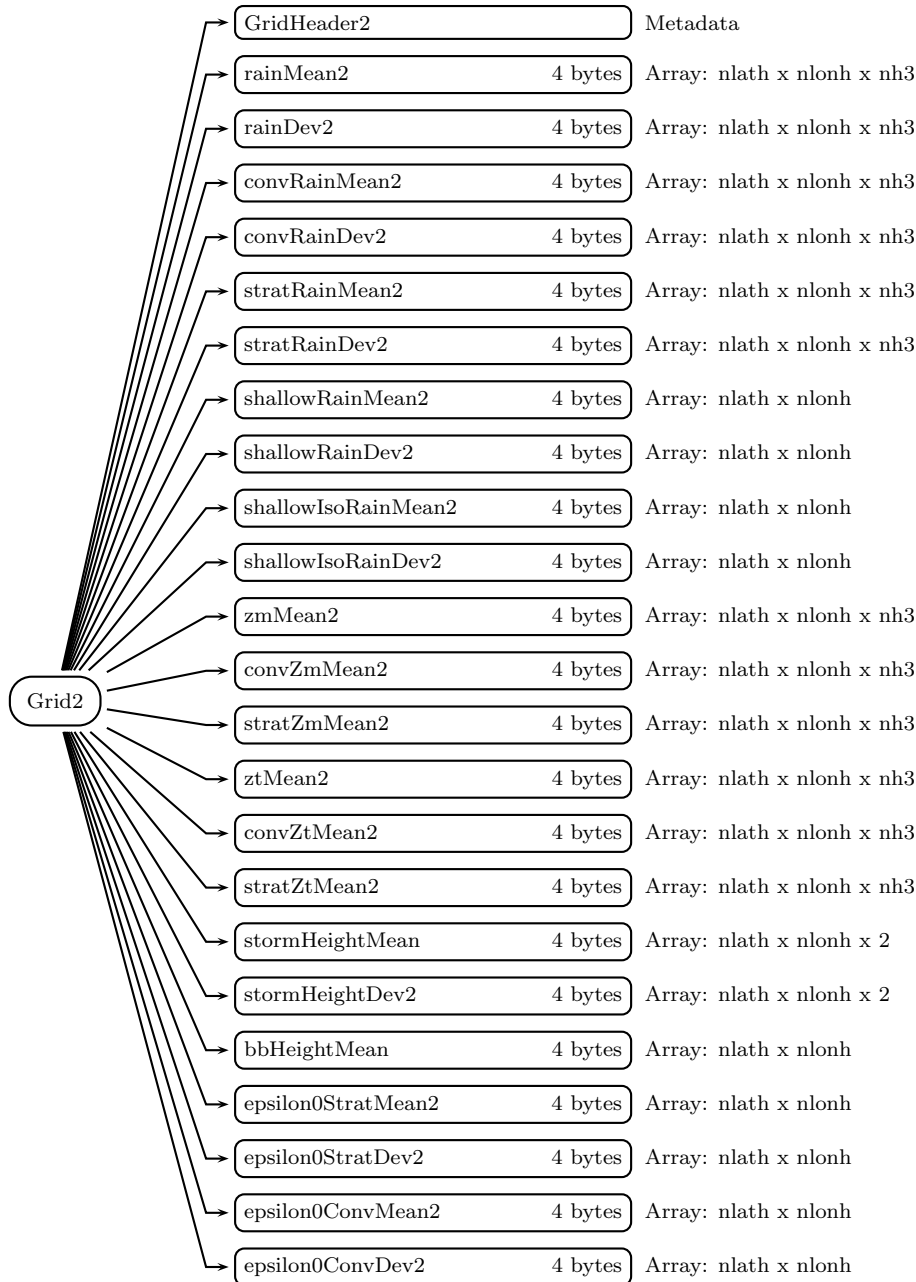 GridHeader2 Metadata
rainMean2 4 bytes Array: nlath x nlonh x nh3
rainDev2 4 bytes Array: nlath x nlonh x nh3
convRainMean2 4 bytes Array: nlath x nlonh x nh3
convRainDev2 4 bytes Array: nlath x nlonh x nh3
stratRainMean2 4 bytes Array: nlath x nlonh x nh3
stratRainDev2 4 bytes Array: nlath x nlonh x nh3
shallowRainMean2 4 bytes Array: nlath x nlonh
shallowRainDev2 4 bytes Array: nlath x nlonh
shallowIsoRainMean2 4 bytes Array: nlath x nlonh
shallowIsoRainDev2 4 bytes Array: nlath x nlonh
zmMean2 4 bytes Array: nlath x nlonh x nh3
convZmMean2 4 bytes Array: nlath x nlonh x nh3
Grid2
stratZmMean2 4 bytes Array: nlath x nlonh x nh3
ztMean2 4 bytes Array: nlath x nlonh x nh3
convZtMean2 4 bytes Array: nlath x nlonh x nh3
stratZtMean2 4 bytes Array: nlath x nlonh x nh3
stormHeightMean 4 bytes Array: nlath x nlonh x 2
stormHeightDev2 4 bytes Array: nlath x nlonh x 2
bbHeightMean 4 bytes Array: nlath x nlonh
epsilon0StratMean2 4 bytes Array: nlath x nlonh
epsilon0StratDev2 4 bytes Array: nlath x nlonh
epsilon0ConvMean2 4 bytes Array: nlath x nlonh
epsilon0ConvDev2 4 bytes Array: nlath x nlonh